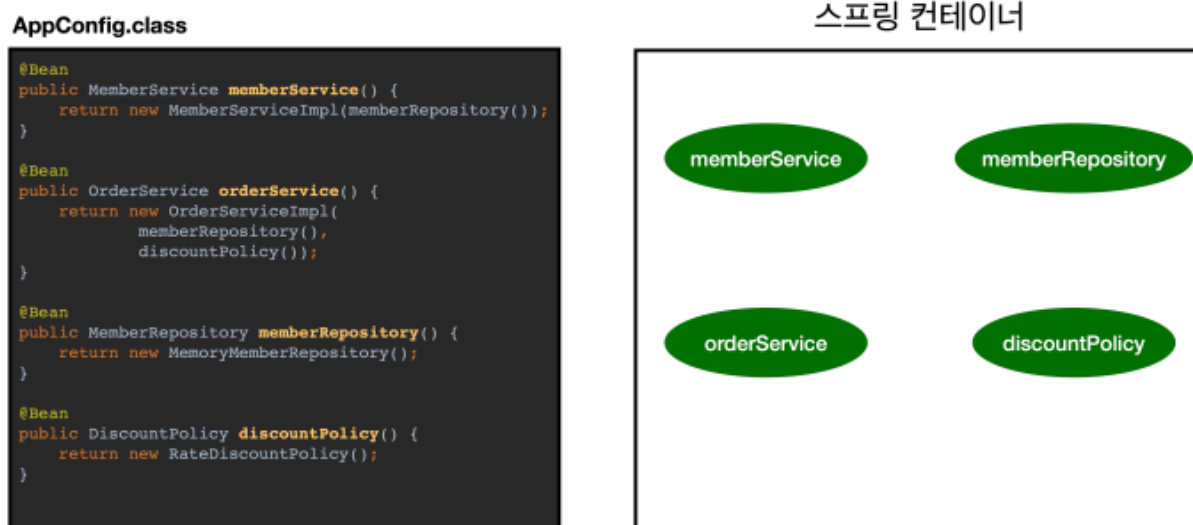 AppConfig.class
@Bean
public MemberService memberService() {
    return new MemberServiceImpl(memberRepository());
}
@Bean
public OrderService orderService() {
    return new OrderServiceImpl(
            memberRepository(),
            discountPolicy());
}
@Bean
public MemberRepository memberRepository() {
    return new MemoryMemberRepository();
}
@Bean
public DiscountPolicy discountPolicy() {
    return new RateDiscountPolicy();
}
스프링 컨테이너
memberService
memberRepository
orderService
discountPolicy